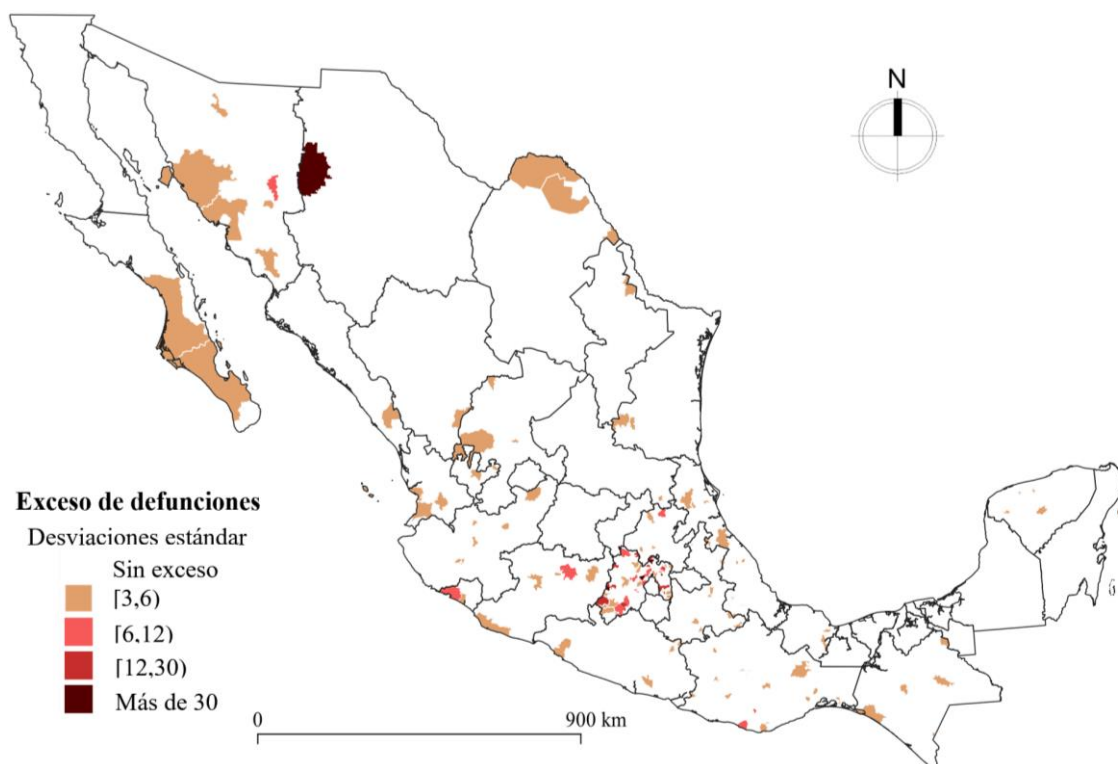 N
Exceso de defunciones
Desviaciones estándar
Sin exceso
[3,6)
[6,12)
[12,30)
Más de 30
0 900 km